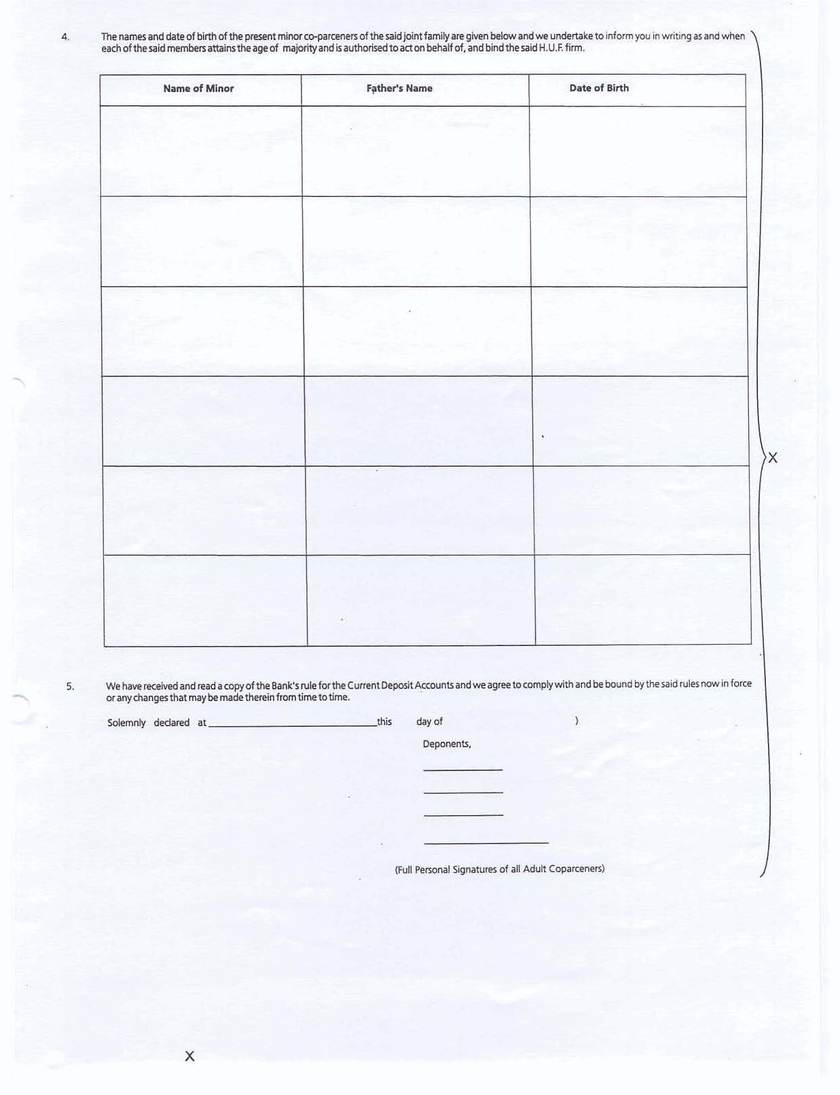 4. The names and date of birth of the present minor co-parceners of the said joint family are given below and we undertake to inform you in writing as and when
each of the said members attains the age of majority and is authorised to act on behalf of, and bind the said H.U.F. firm.
Name of Minor Father's Name Date of Birth
X
5. We have received and read a copy of the Bank's rule for the Current Deposit Accounts and we agree to comply with and be bound by the said rules now in force
or any changes that may be made therein from time to time.
Solemnly declared at ____________________this day of )
Deponents,
(Full Personal Signatures of all Adult Coparceners)
X